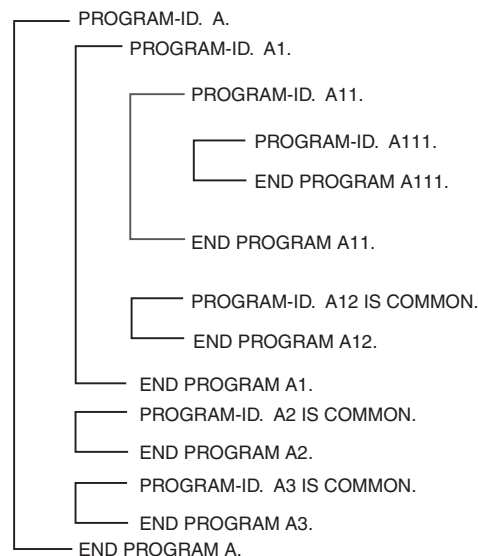 PROGRAM-ID. A.
PROGRAM-ID. A1.
PROGRAM-ID. A11.
PROGRAM-ID. A111.
END PROGRAM A111.
END PROGRAM A11.
PROGRAM-ID. A12 IS COMMON.
END PROGRAM A12.
END PROGRAM A1.
PROGRAM-ID. A2 IS COMMON.
END PROGRAM A2.
PROGRAM-ID. A3 IS COMMON.
END PROGRAM A3.
END PROGRAM A.